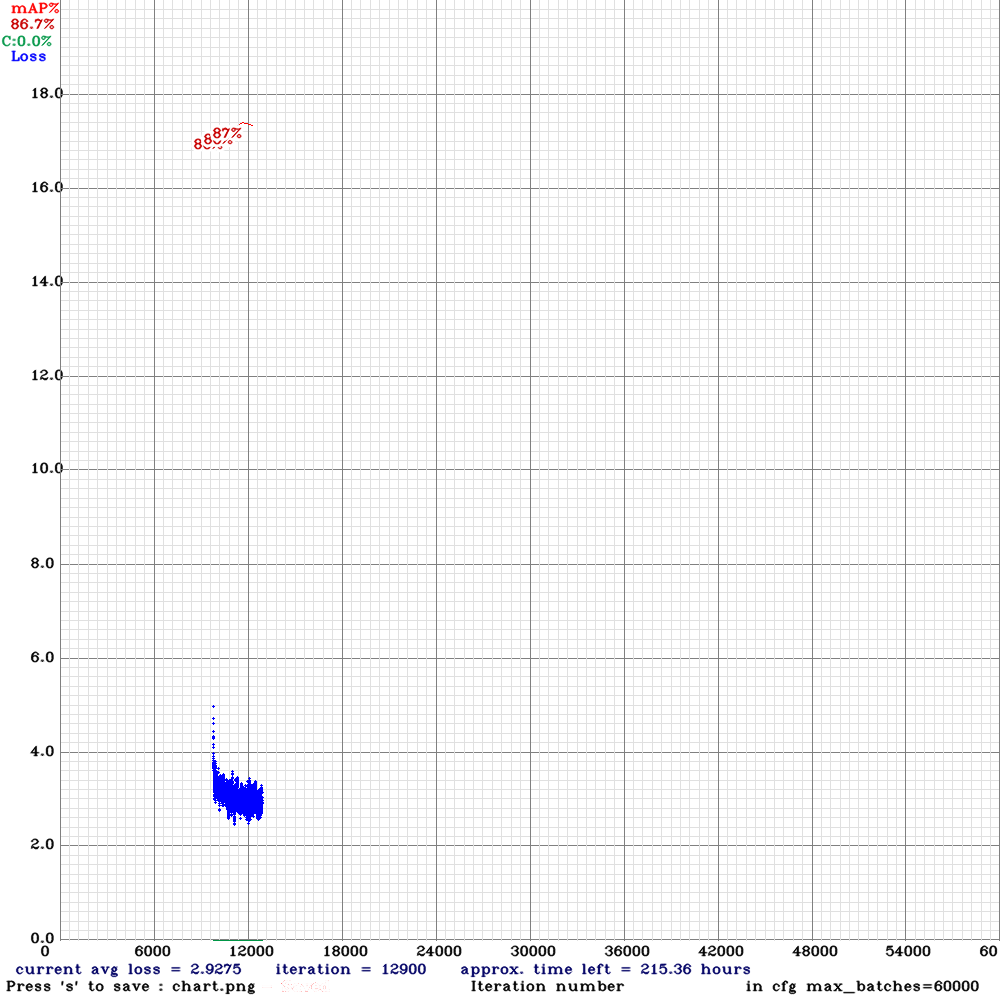 mAP%
86.7%
C:0.0%
Loss
18.0
87%
16.0
14.0
12.0
10.0
8.0
6.0
4.0
2.0
0.0
0 6000 12000 18000 24000 30000 36000 42000 48000 54000 60
current avg loss = 2.9275 iteration = 12900 approx. time left = 215.36 hours
Press 's' to save : chart.png Iteration number in cfg max_batches=60000